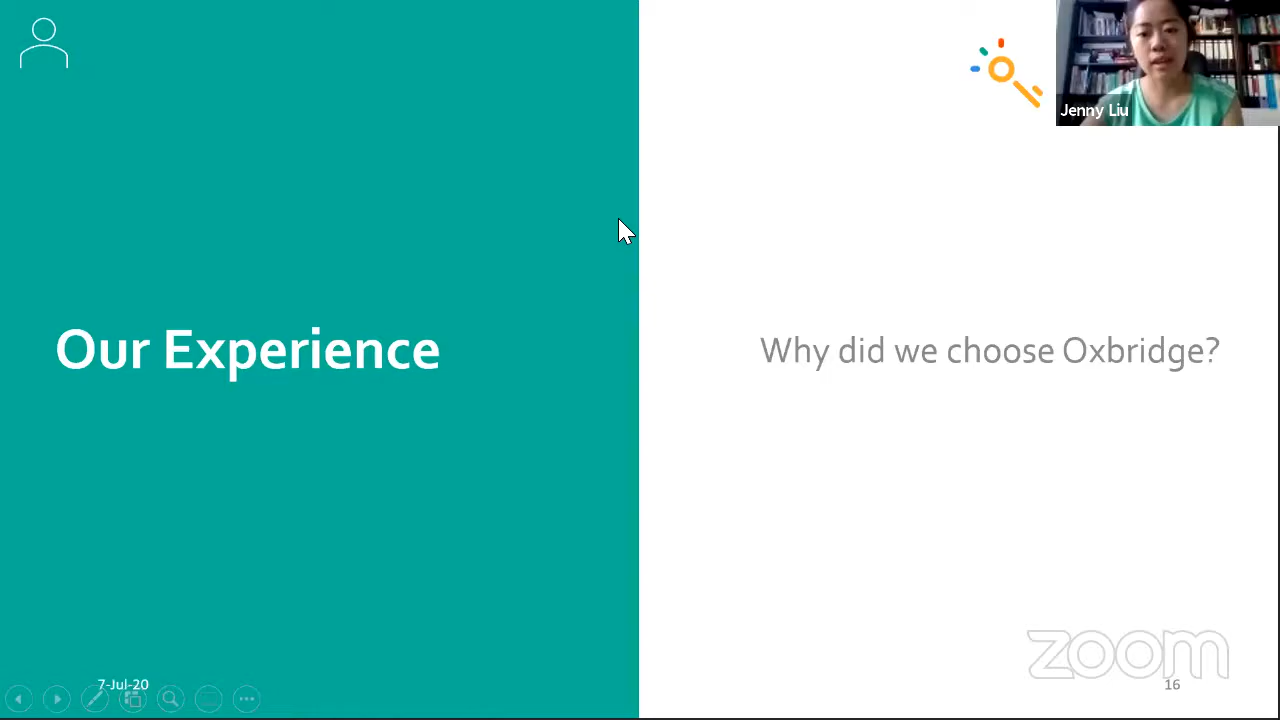 Jenny Liu
Our Experience
Why did we choose Oxbridge?
zoom
7-Jul-20
16